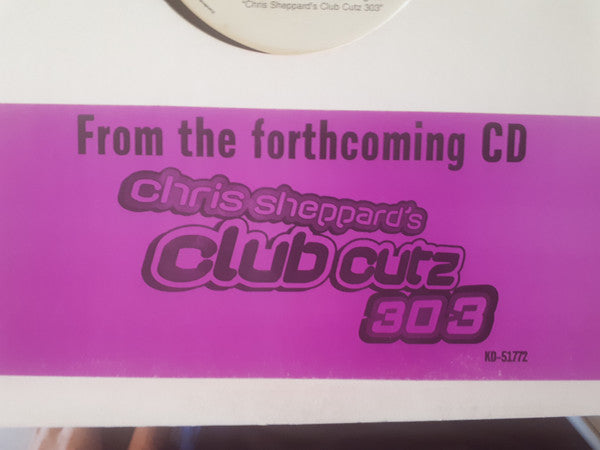 "Chris Sheppard's Club Cutz 303"
From the forthcoming CD
chris sheppard's
club cutz
303
KD-51772